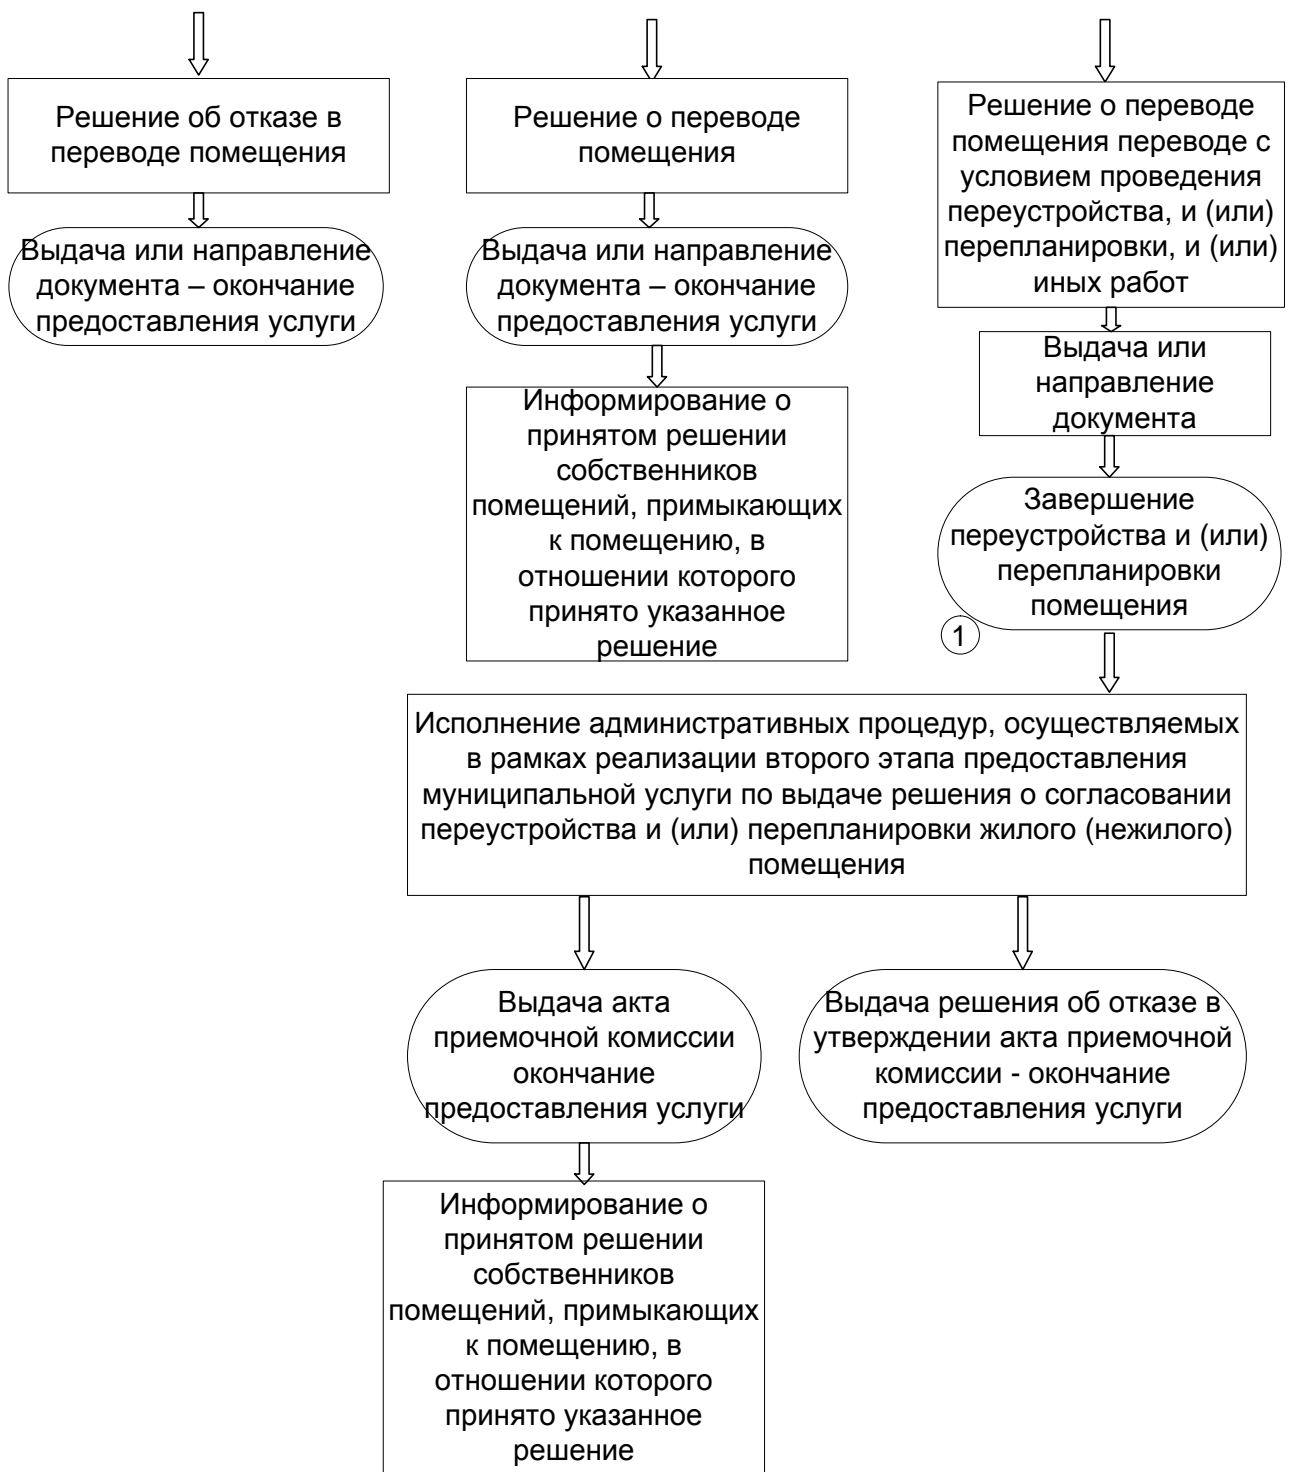 Решение об отказе в
переводе помещения
Выдача или направление
документа – окончание
предоставления услуги
Решение о переводе
помещения
Выдача или направление
документа – окончание
предоставления услуги
Информирование о
принятом решении
собственников
помещений, примыкающих
к помещению, в
отношении которого
принято указанное
решение
Решение о переводе
помещения переводе с
условием проведения
переустройства, и (или)
перепланировки, и (или)
иных работ
Выдача или
направление
документа
Завершение
переустройства и (или)
перепланировки
помещения
1
Исполнение административных процедур, осуществляемых
в рамках реализации второго этапа предоставления
муниципальной услуги по выдаче решения о согласовании
переустройства и (или) перепланировки жилого (нежилого)
помещения
Выдача акта
приемочной комиссии
окончание
предоставления услуги
Выдача решения об отказе в
утверждении акта приемочной
комиссии - окончание
предоставления услуги
Информирование о
принятом решении
собственников
помещений, примыкающих
к помещению, в
отношении которого
принято указанное
решение